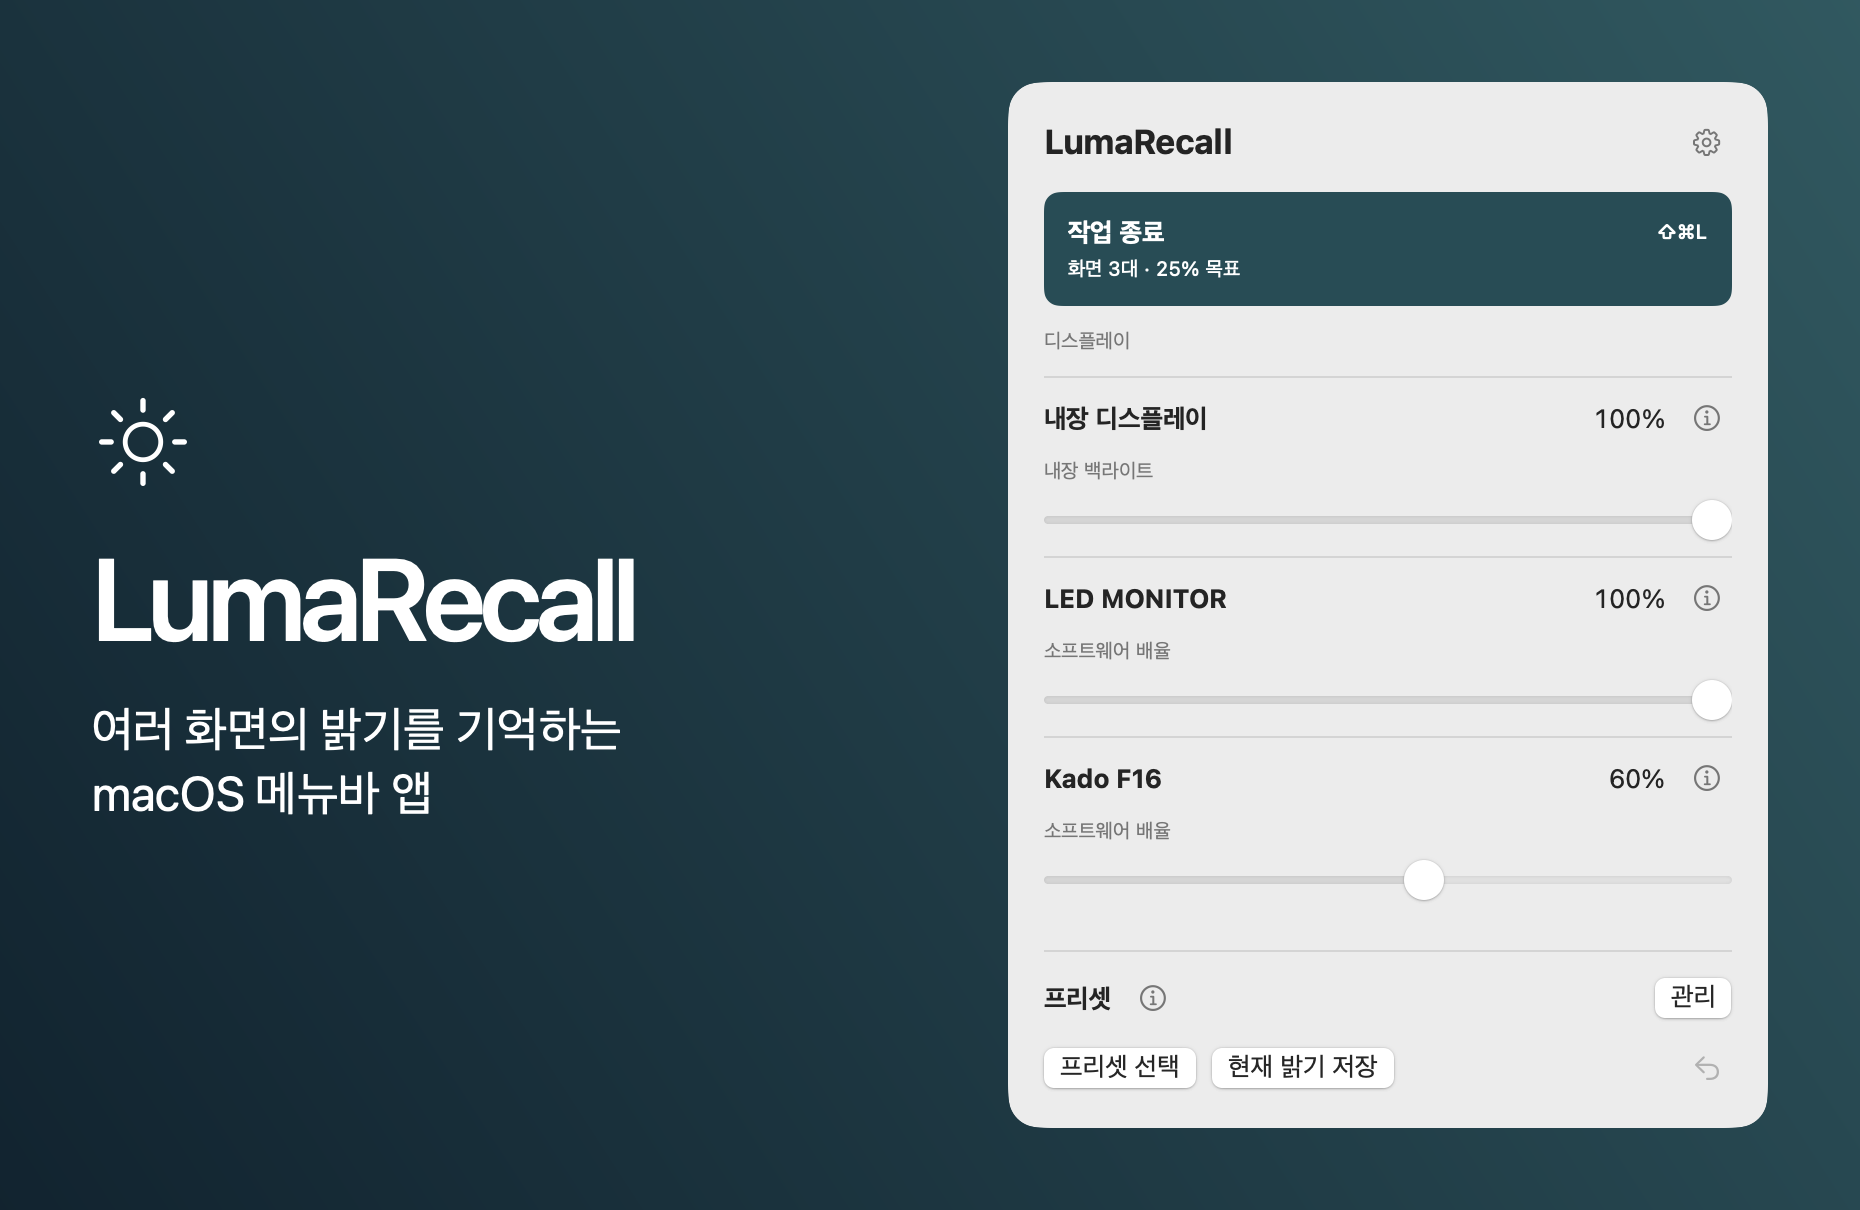 LumaRecall
여러 화면의 밝기를 기억하는
macOS 메뉴바 앱
LumaRecall
작업 종료 ⇧⌘L
화면 3대 · 25% 목표
디스플레이
내장 디스플레이 100%
내장 백라이트
LED MONITOR 100%
소프트웨어 배율
Kado F16 60%
소프트웨어 배율
프리셋 관리
프리셋 선택 현재 밝기 저장